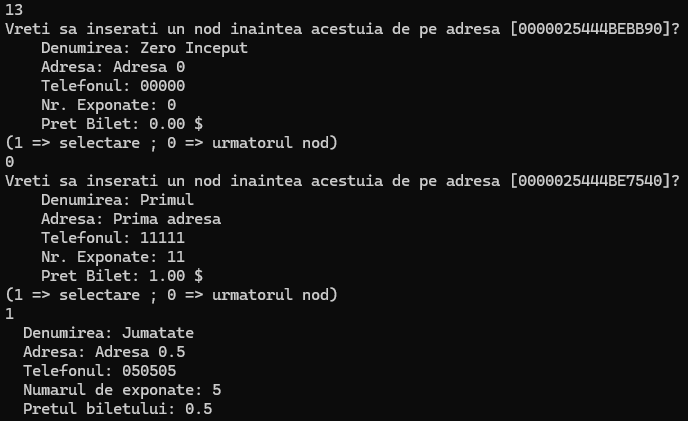 13
Vreti sa inserati un nod inaintea acestuia de pe adresa [0000025444BEBB90]?
Denumirea: Zero Inceput
Adresa: Adresa 0
Telefonul: 00000
Nr. Exponate: 0
Pret Bilet: 0.00 $
(1 => selectare ; 0 => urmatorul nod)
0
Vreti sa inserati un nod inaintea acestuia de pe adresa [0000025444BE7540]?
Denumirea: Primul
Adresa: Prima adresa
Telefonul: 11111
Nr. Exponate: 11
Pret Bilet: 1.00 $
(1 => selectare ; 0 => urmatorul nod)
1
Denumirea: Jumatate
Adresa: Adresa 0.5
Telefonul: 050505
Numarul de exponate: 5
Pretul biletului: 0.5